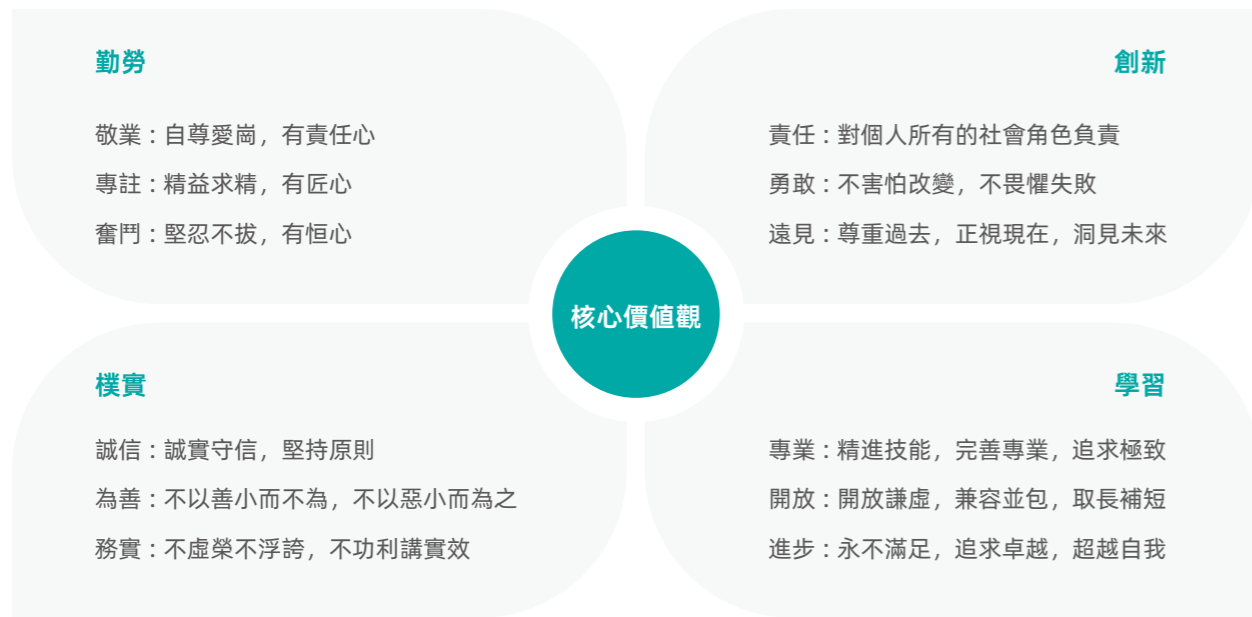 勤勞
敬業：自尊愛崗，有責任心
專註：精益求精，有匠心
奮鬥：堅忍不拔，有恒心
創新
責任：對個人所有的社會角色負責
勇敢：不害怕改變，不畏懼失敗
遠見：尊重過去，正視現在，洞見未來
核心價值觀
樸實
誠信：誠實守信，堅持原則
為善：不以善小而不為，不以惡小而為之
務實：不虛榮不浮誇，不功利講實效
學習
專業：精進技能，完善專業，追求極致
開放：開放謙虛，兼容並包，取長補短
進步：永不滿足，追求卓越，超越自我